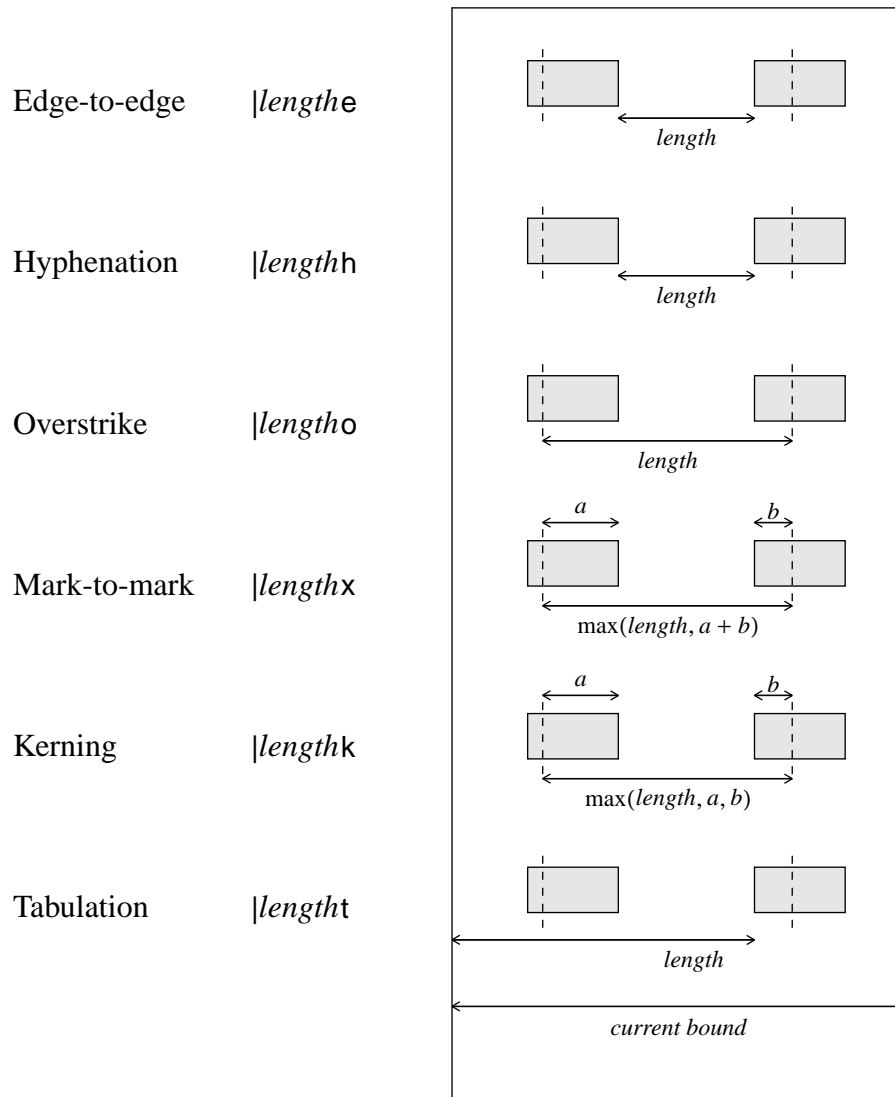 Edge-to-edge |lengthe
length
Hyphenation |lengthh
length
Overstrike |lengtho
length
a b
Mark-to-mark |lengthx
max(length, a + b)
a b
Kerning |lengthk
max(length, a, b)
Tabulation |lengtht
length
current bound